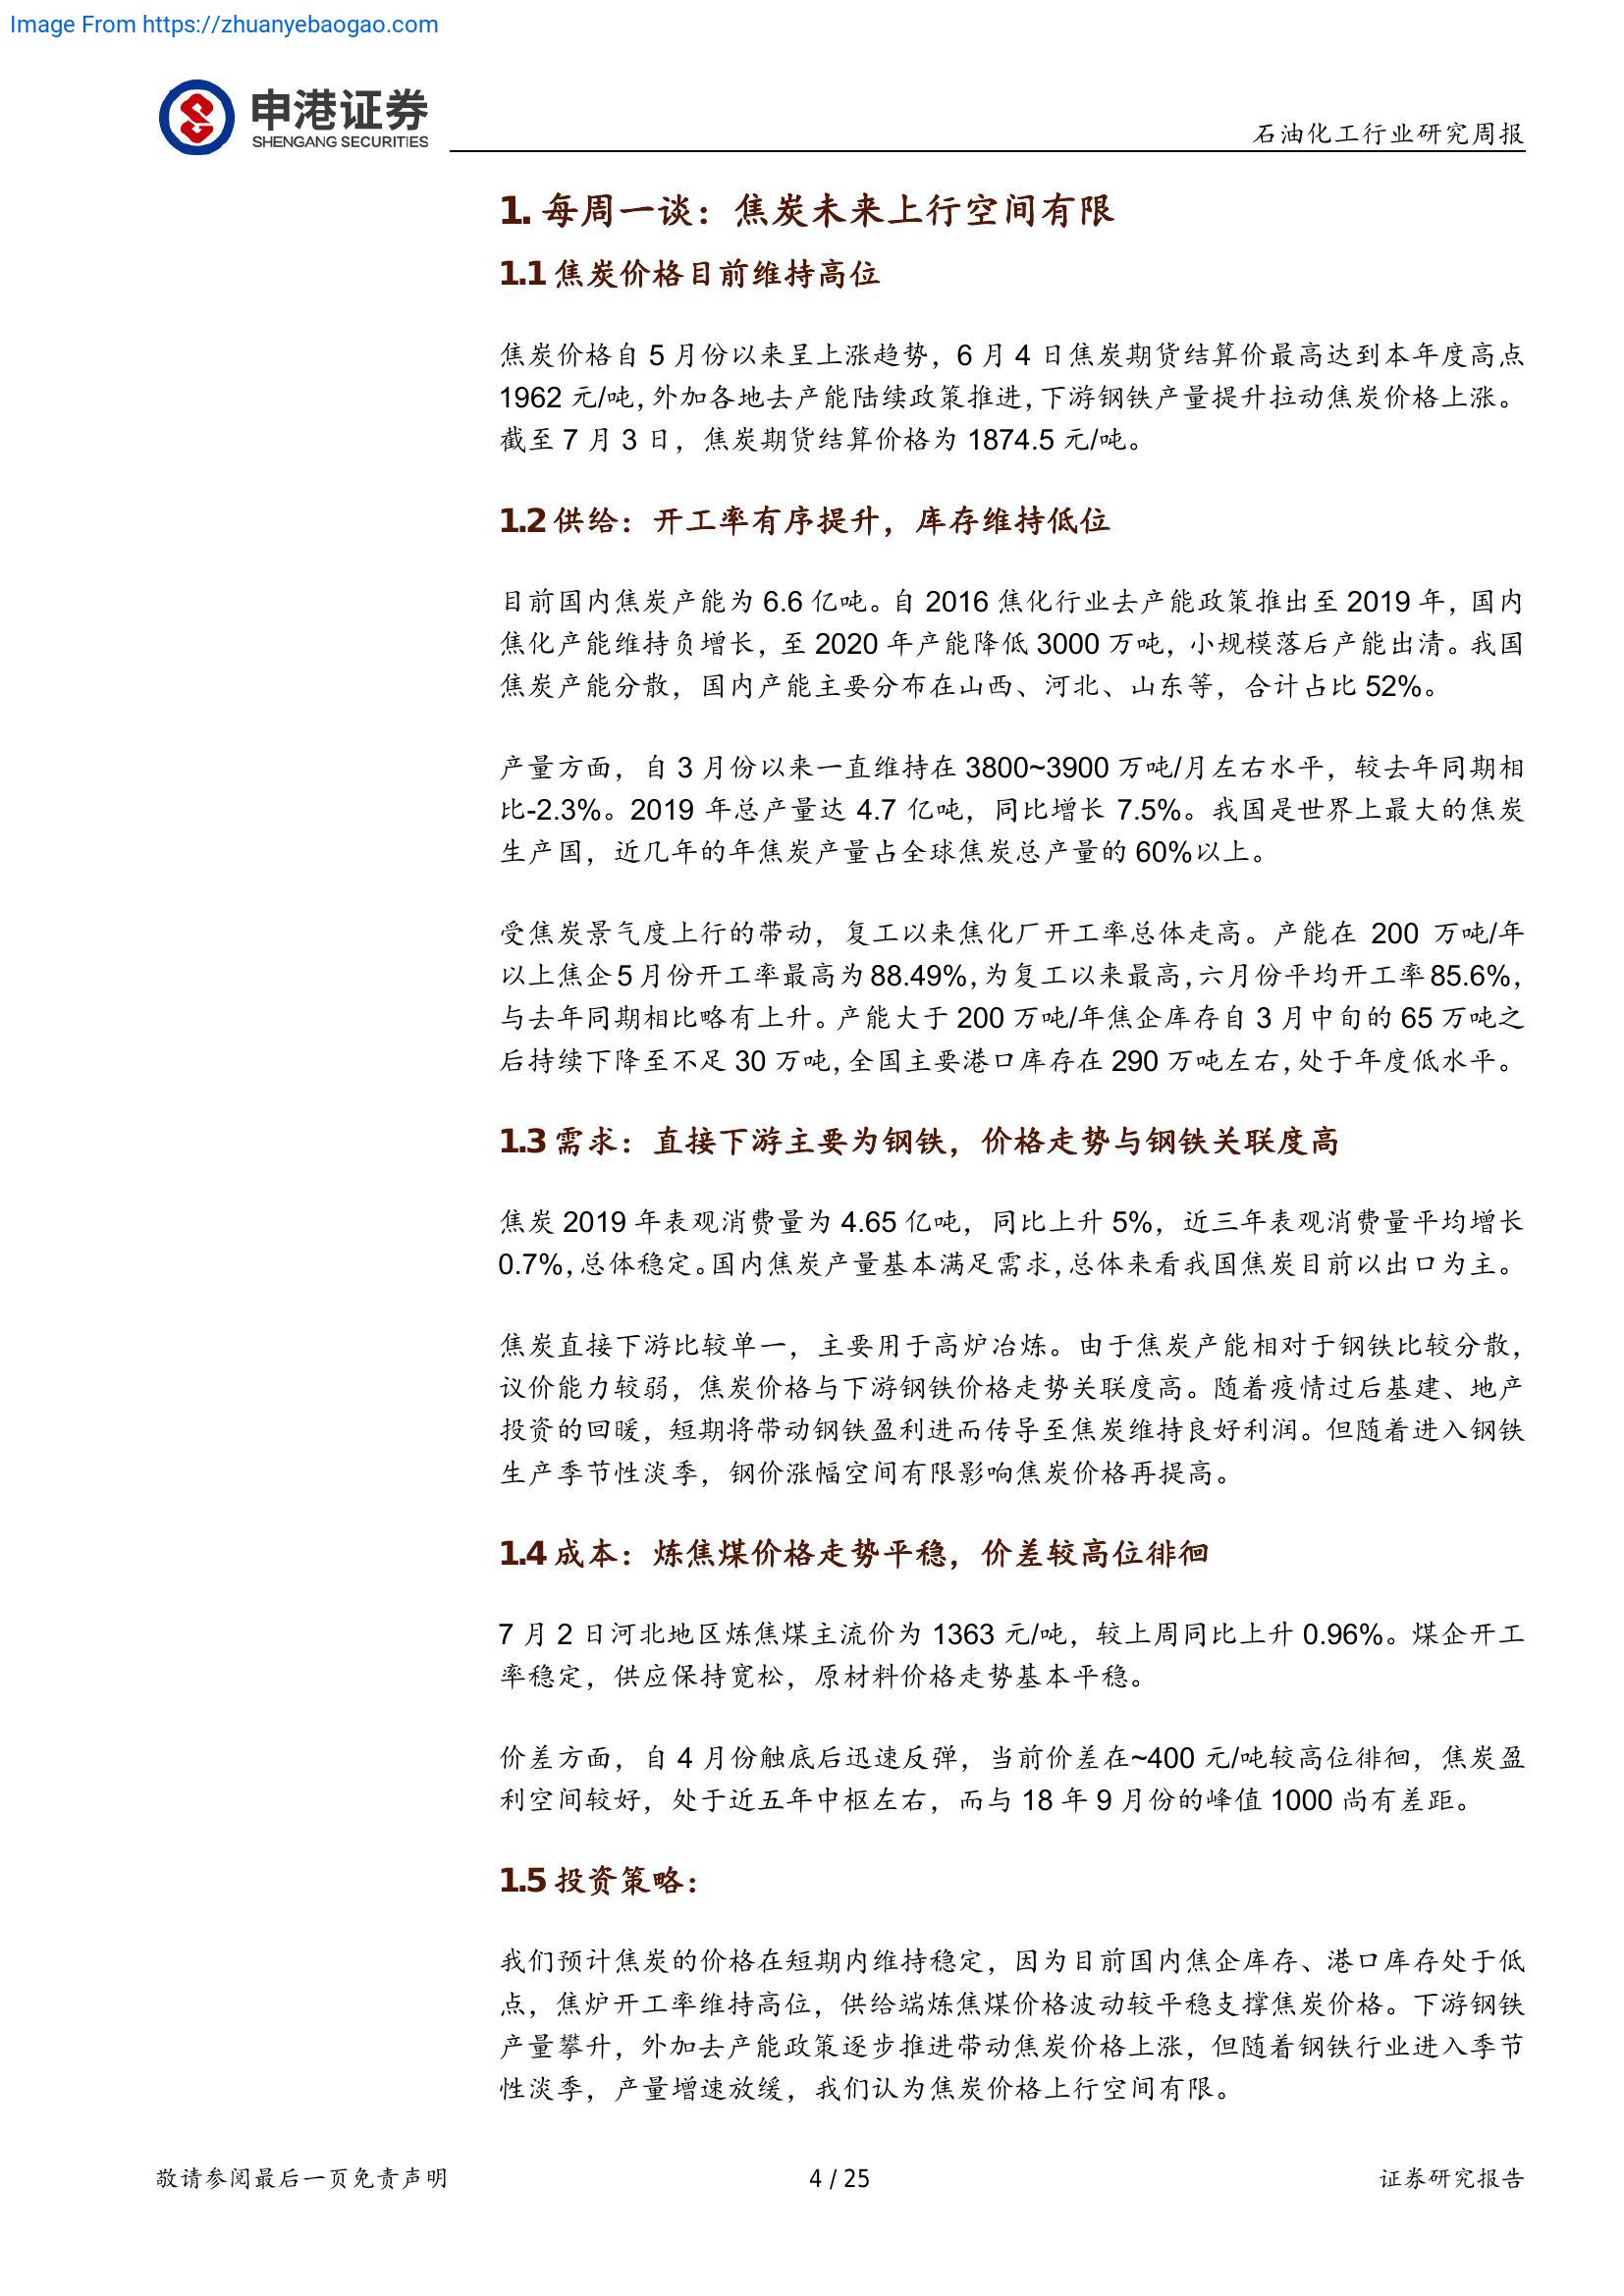 Image From https://zhuanyebaogao.com
申港证券
SHENGANG SECURITIES
石油化工行业研究周报
1. 每周一谈：焦炭未来上行空间有限
1.1 焦炭价格目前维持高位
焦炭价格自 5 月份以来呈上涨趋势，6 月 4 日焦炭期货结算价最高达到本年度高点
1962 元/吨，外加各地去产能陆续政策推进，下游钢铁产量提升拉动焦炭价格上涨。
截至 7 月 3 日，焦炭期货结算价格为 1874.5 元/吨。
1.2 供给：开工率有序提升，库存维持低位
目前国内焦炭产能为 6.6 亿吨。自 2016 焦化行业去产能政策推出至 2019 年，国内
焦化产能维持负增长，至 2020 年产能降低 3000 万吨，小规模落后产能出清。我国
焦炭产能分散，国内产能主要分布在山西、河北、山东等，合计占比 52%。
产量方面，自 3 月份以来一直维持在 3800~3900 万吨/月左右水平，较去年同期相
比-2.3%。2019 年总产量达 4.7 亿吨，同比增长 7.5%。我国是世界上最大的焦炭
生产国，近几年的年焦炭产量占全球焦炭总产量的 60%以上。
受焦炭景气度上行的带动，复工以来焦化厂开工率总体走高。产能在 200 万吨/年
以上焦企 5 月份开工率最高为 88.49%，为复工以来最高，六月份平均开工率 85.6%，
与去年同期相比略有上升。产能大于 200 万吨/年焦企库存自 3 月中旬的 65 万吨之
后持续下降至不足 30 万吨，全国主要港口库存在 290 万吨左右，处于年度低水平。
1.3 需求：直接下游主要为钢铁，价格走势与钢铁关联度高
焦炭 2019 年表观消费量为 4.65 亿吨，同比上升 5%，近三年表观消费量平均增长
0.7%，总体稳定。国内焦炭产量基本满足需求，总体来看我国焦炭目前以出口为主。
焦炭直接下游比较单一，主要用于高炉冶炼。由于焦炭产能相对于钢铁比较分散，
议价能力较弱，焦炭价格与下游钢铁价格走势关联度高。随着疫情过后基建、地产
投资的回暖，短期将带动钢铁盈利进而传导至焦炭维持良好利润。但随着进入钢铁
生产季节性淡季，钢价涨幅空间有限影响焦炭价格再提高。
1.4 成本：炼焦煤价格走势平稳，价差较高位徘徊
7 月 2 日河北地区炼焦煤主流价为 1363 元/吨，较上周同比上升 0.96%。煤企开工
率稳定，供应保持宽松，原材料价格走势基本平稳。
价差方面，自 4 月份触底后迅速反弹，当前价差在~400 元/吨较高位徘徊，焦炭盈
利空间较好，处于近五年中枢左右，而与 18 年 9 月份的峰值 1000 尚有差距。
1.5 投资策略：
我们预计焦炭的价格在短期内维持稳定，因为目前国内焦企库存、港口库存处于低
点，焦炉开工率维持高位，供给端炼焦煤价格波动较平稳支撑焦炭价格。下游钢铁
产量攀升，外加去产能政策逐步推进带动焦炭价格上涨，但随着钢铁行业进入季节
性淡季，产量增速放缓，我们认为焦炭价格上行空间有限。
敬请参阅最后一页免责声明
4 / 25
证券研究报告